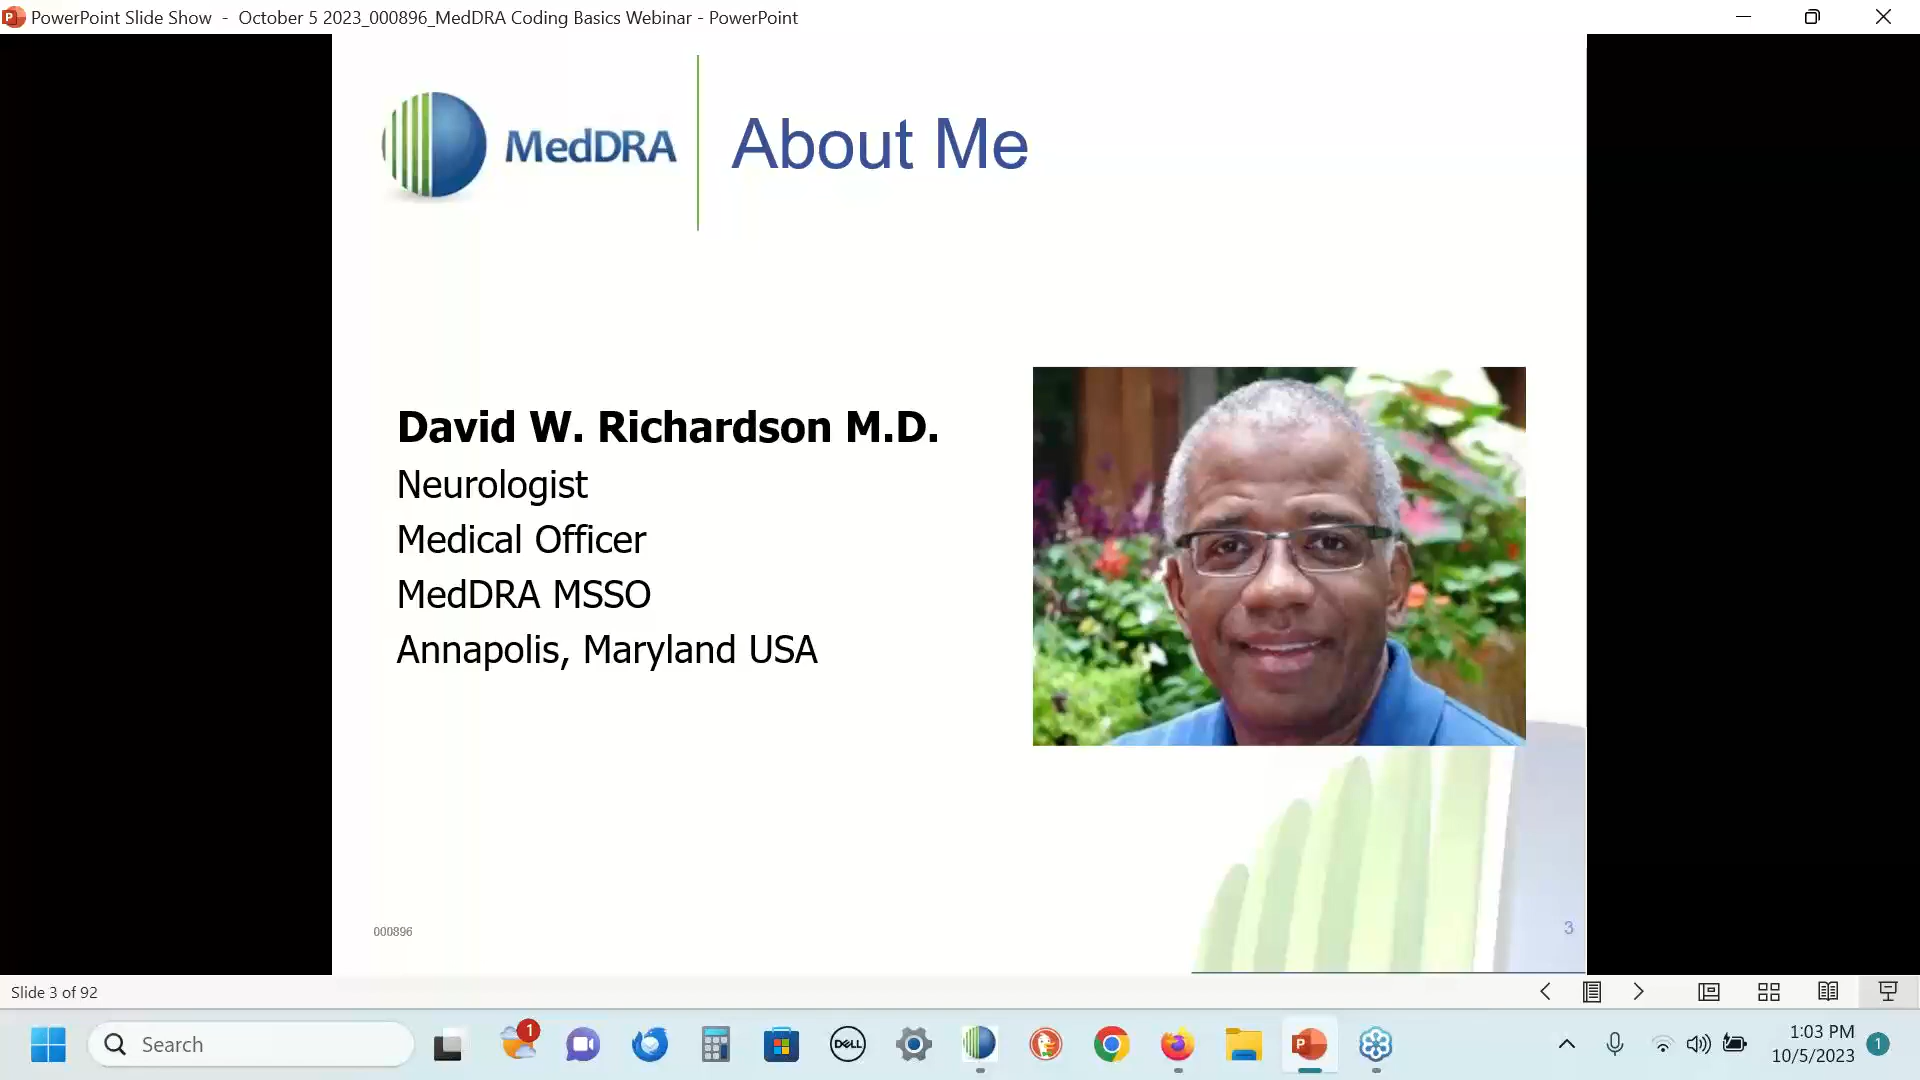 PowerPoint Slide Show - October 5 2023_000896_MedDRA Coding Basics Webinar - PowerPoint
MedDRA
About Me
David W. Richardson M.D.
Neurologist
Medical Officer
MedDRA MSSO
Annapolis, Maryland USA
000896
3
Slide 3 of 92
Search
1
DELL
1:03 PM
10/5/2023
1